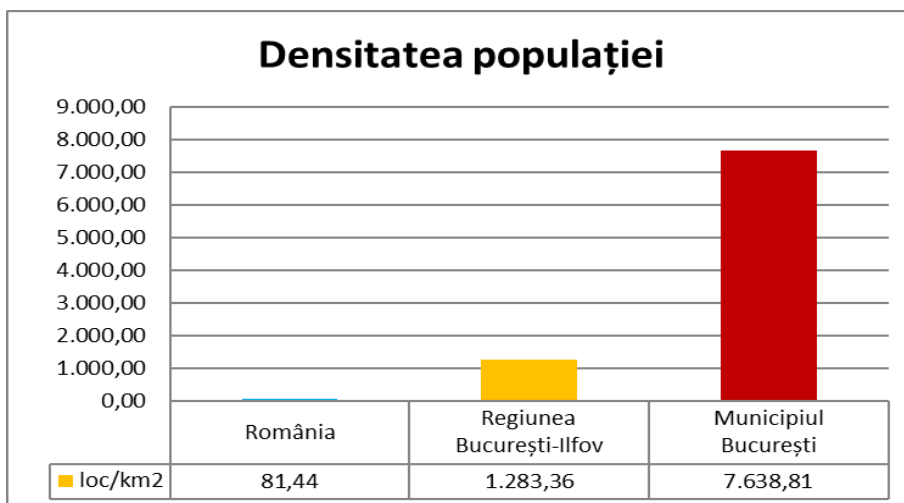 Densitatea populației
9.000,00
8.000,00
7.000,00
6.000,00
5.000,00
4.000,00
3.000,00
2.000,00
1.000,00
0,00
România
Regiunea
București-Ilfov
Municipiul
București
loc/km2 81,44 1.283,36 7.638,81